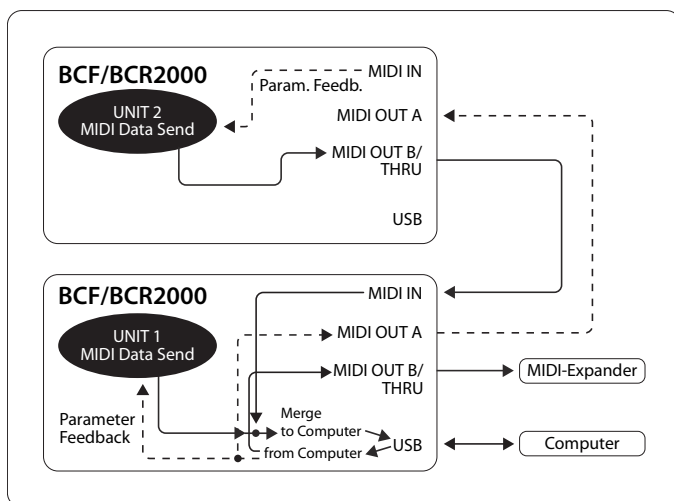 BCF/BCR2000
MIDI IN
Param. Feedb.
UNIT 2
MIDI Data Send
MIDI OUT A
MIDI OUT B/
THRU
USB
BCF/BCR2000
MIDI IN
UNIT 1
MIDI Data Send
MIDI OUT A
MIDI OUT B/
THRU
MIDI-Expander
Parameter
Feedback
Merge
to Computer
from Computer
USB
Computer